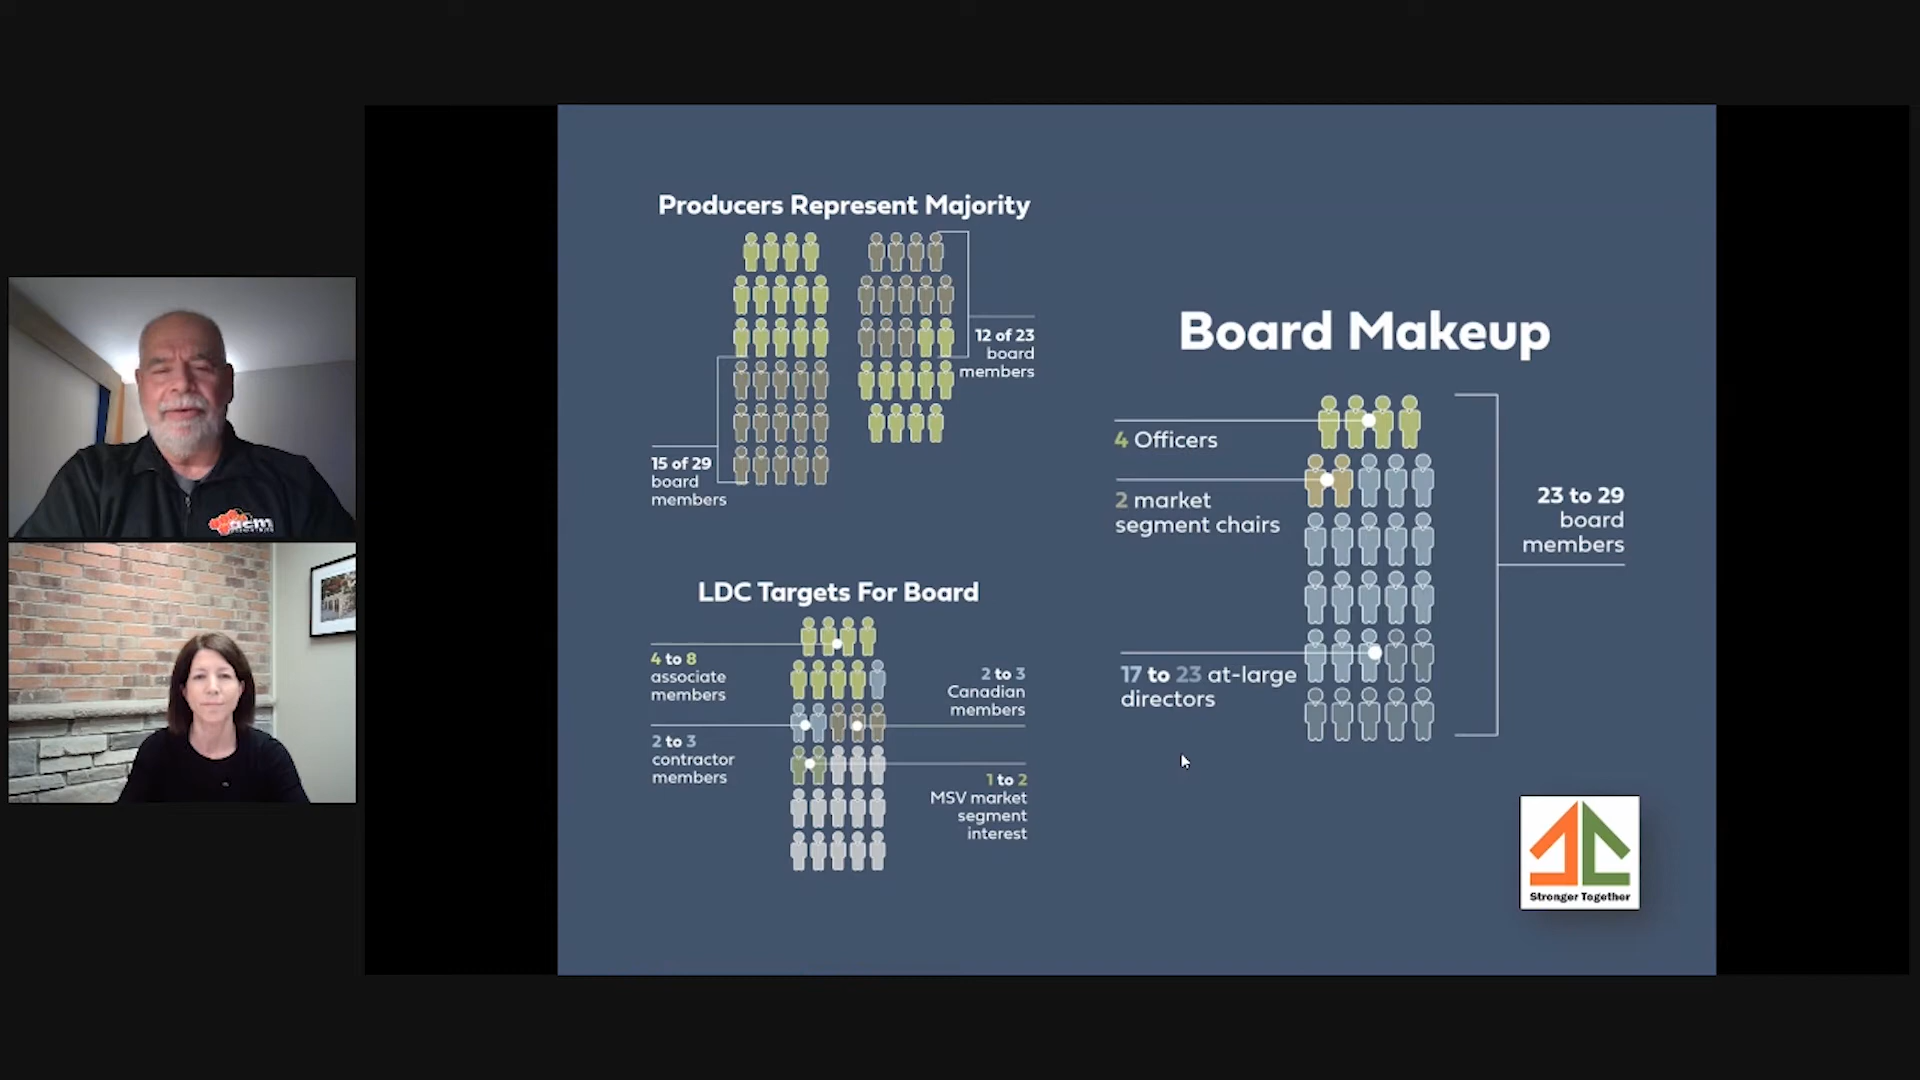 Producers Represent Majority
12 of 23
board
members
15 of 29
board
members
LDC Targets For Board
4 to 8
associate
members
2 to 3
Canadian
members
2 to 3
contractor
members
1 to 2
MSV market
segment
interest
Board Makeup
4 Officers
2 market
segment chairs
23 to 29
board
members
17 to 23 at-large
directors
Stronger Together
acm